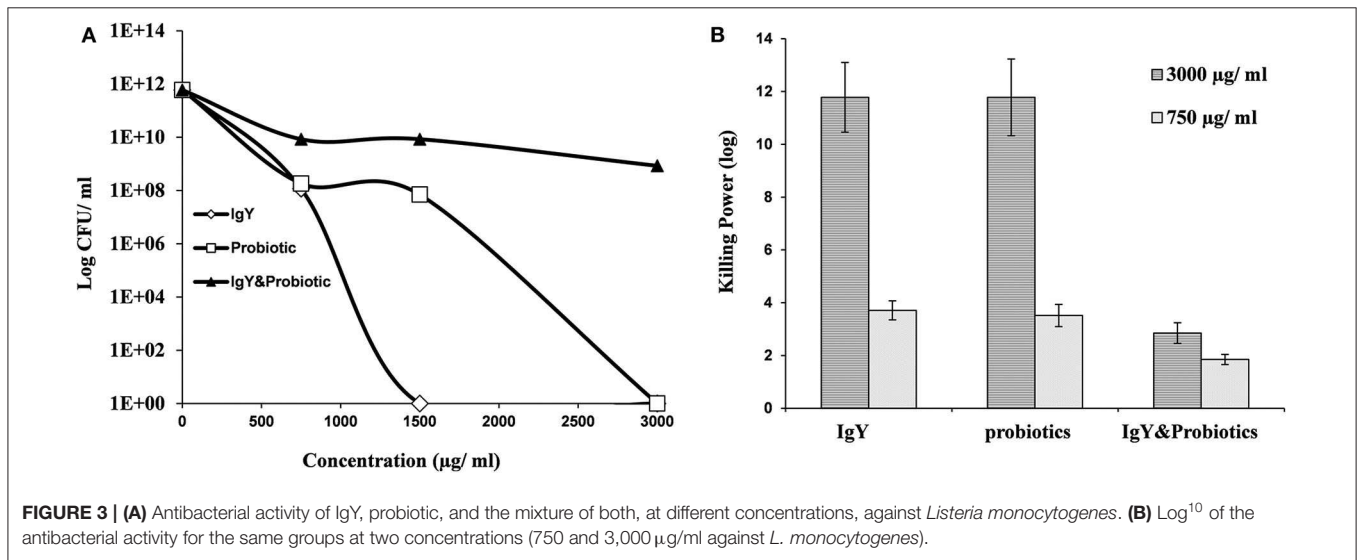 A
1E+14
1E+12
1E+10
1E+08
1E+06
1E+04
1E+02
1E+00
Log CFU/ ml
IgY
Probiotic
IgY&Probiotic
0 500 1000 1500 2000 2500 3000
Concentration (µg/ ml)
B
14
12
10
8
6
4
2
0
Killing Power (log)
3000 µg/ ml
750 µg/ ml
IgY probiotics IgY&Probiotics
FIGURE 3 | (A) Antibacterial activity of IgY, probiotic, and the mixture of both, at different concentrations, against Listeria monocytogenes. (B) Log10 of the
antibacterial activity for the same groups at two concentrations (750 and 3,000 µg/ml against L. monocytogenes).